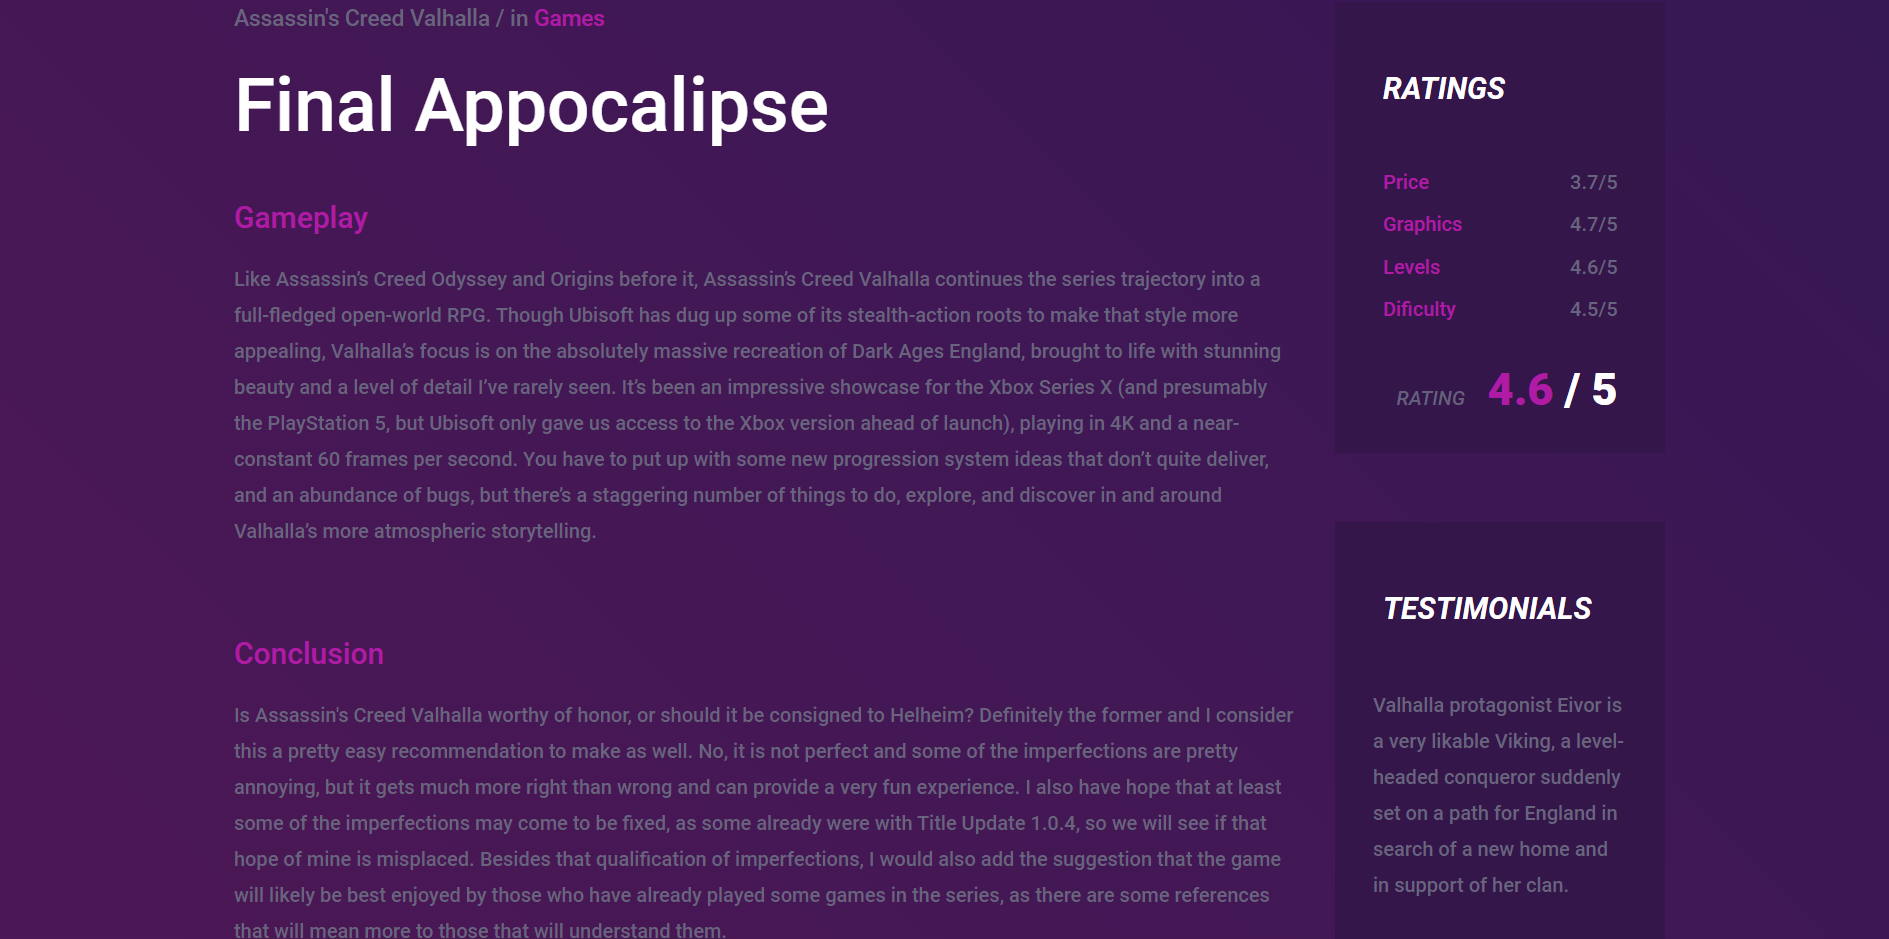 Assassin's Creed Valhalla / in Games
Final Appocalipse
Gameplay
Like Assassin’s Creed Odyssey and Origins before it, Assassin’s Creed Valhalla continues the series trajectory into a
full-fledged open-world RPG. Though Ubisoft has dug up some of its stealth-action roots to make that style more
appealing, Valhalla’s focus is on the absolutely massive recreation of Dark Ages England, brought to life with stunning
beauty and a level of detail I’ve rarely seen. It’s been an impressive showcase for the Xbox Series X (and presumably
the PlayStation 5, but Ubisoft only gave us access to the Xbox version ahead of launch), playing in 4K and a near-
constant 60 frames per second. You have to put up with some new progression system ideas that don’t quite deliver,
and an abundance of bugs, but there’s a staggering number of things to do, explore, and discover in and around
Valhalla’s more atmospheric storytelling.
Conclusion
Is Assassin's Creed Valhalla worthy of honor, or should it be consigned to Helheim? Definitely the former and I consider
this a pretty easy recommendation to make as well. No, it is not perfect and some of the imperfections are pretty
annoying, but it gets much more right than wrong and can provide a very fun experience. I also have hope that at least
some of the imperfections may come to be fixed, as some already were with Title Update 1.0.4, so we will see if that
hope of mine is misplaced. Besides that qualification of imperfections, I would also add the suggestion that the game
will likely be best enjoyed by those who have already played some games in the series, as there are some references
that will mean more to those that will understand them.
RATINGS
Price 3.7/5
Graphics 4.7/5
Levels 4.6/5
Dificulty 4.5/5
RATING 4.6 / 5
TESTIMONIALS
Valhalla protagonist Eivor is
a very likable Viking, a level-
headed conqueror suddenly
set on a path for England in
search of a new home and
in support of her clan.